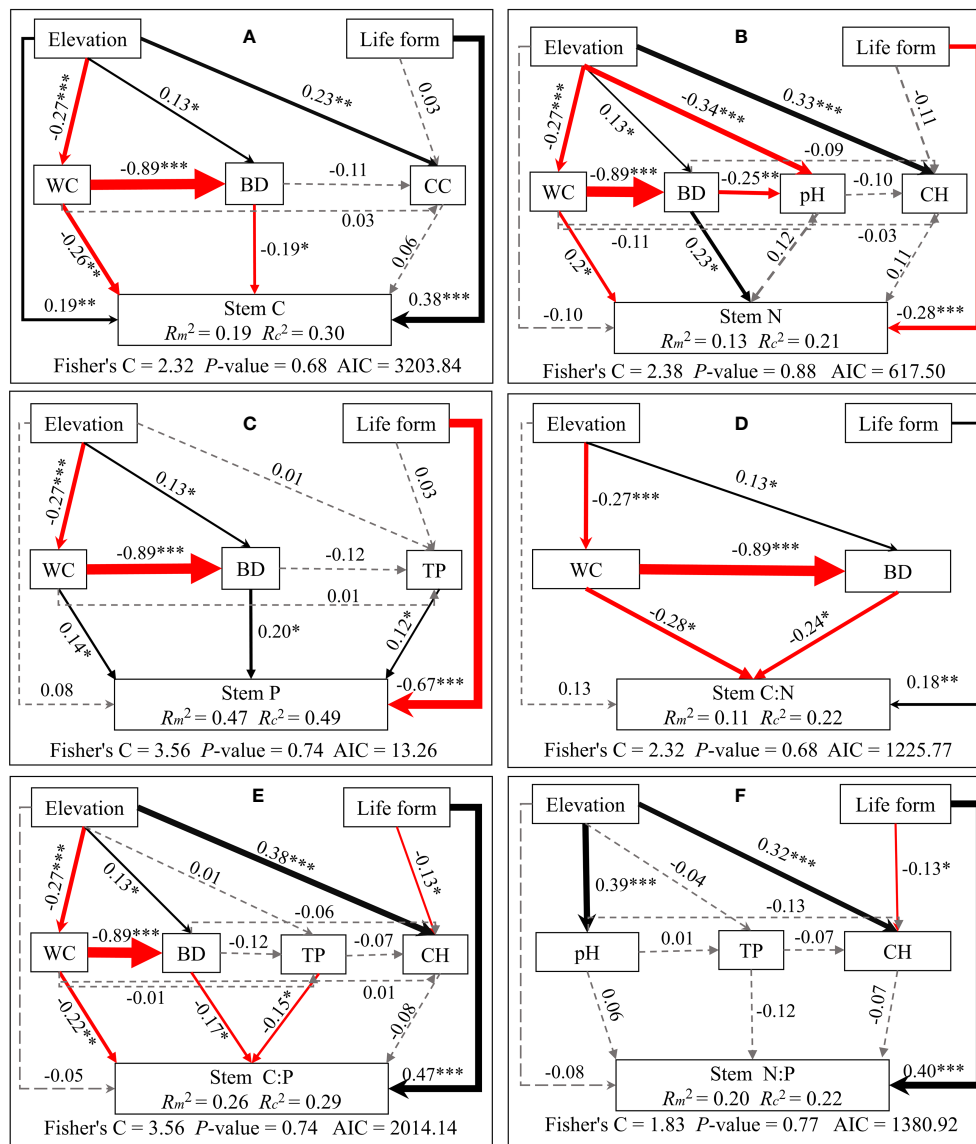 A
Elevation
Life form
-0.27***
0.13*
0.23**
0.03
WC
-0.89***
BD
-0.11
CC
0.03
-0.26**
-0.19*
0.06
0.19**
0.38***
Stem C
Rm² = 0.19 Rc² = 0.30
Fisher's C = 2.32 P-value = 0.68 AIC = 3203.84
B
Elevation
Life form
-0.27***
0.13*
-0.34***
0.33***
-0.11
-0.09
WC
-0.89***
BD
-0.25**
pH
-0.10
CH
-0.11
-0.03
0.2*
0.23*
0.12
0.11
-0.10
-0.28***
Stem N
Rm² = 0.13 Rc² = 0.21
Fisher's C = 2.38 P-value = 0.88 AIC = 617.50
C
Elevation
Life form
-0.27***
0.13*
0.01
0.03
WC
-0.89***
BD
-0.12
TP
0.01
0.14*
0.20*
0.12*
0.08
-0.67***
Stem P
Rm² = 0.47 Rc² = 0.49
Fisher's C = 3.56 P-value = 0.74 AIC = 13.26
D
Elevation
Life form
-0.27***
0.13*
WC
-0.89***
BD
-0.28*
-0.24*
0.13
0.18**
Stem C:N
Rm² = 0.11 Rc² = 0.22
Fisher's C = 2.32 P-value = 0.68 AIC = 1225.77
E
Elevation
Life form
-0.27***
0.13*
0.01
0.38***
-0.13*
-0.06
WC
-0.89***
BD
-0.12
TP
-0.07
CH
-0.01
0.01
-0.22**
-0.17*
-0.15*
-0.08
-0.05
0.47***
Stem C:P
Rm² = 0.26 Rc² = 0.29
Fisher's C = 3.56 P-value = 0.74 AIC = 2014.14
F
Elevation
Life form
0.39***
-0.04
0.32***
-0.13*
-0.13
pH
0.01
TP
-0.07
CH
0.06
-0.12
-0.07
-0.08
0.40***
Stem N:P
Rm² = 0.20 Rc² = 0.22
Fisher's C = 1.83 P-value = 0.77 AIC = 1380.92